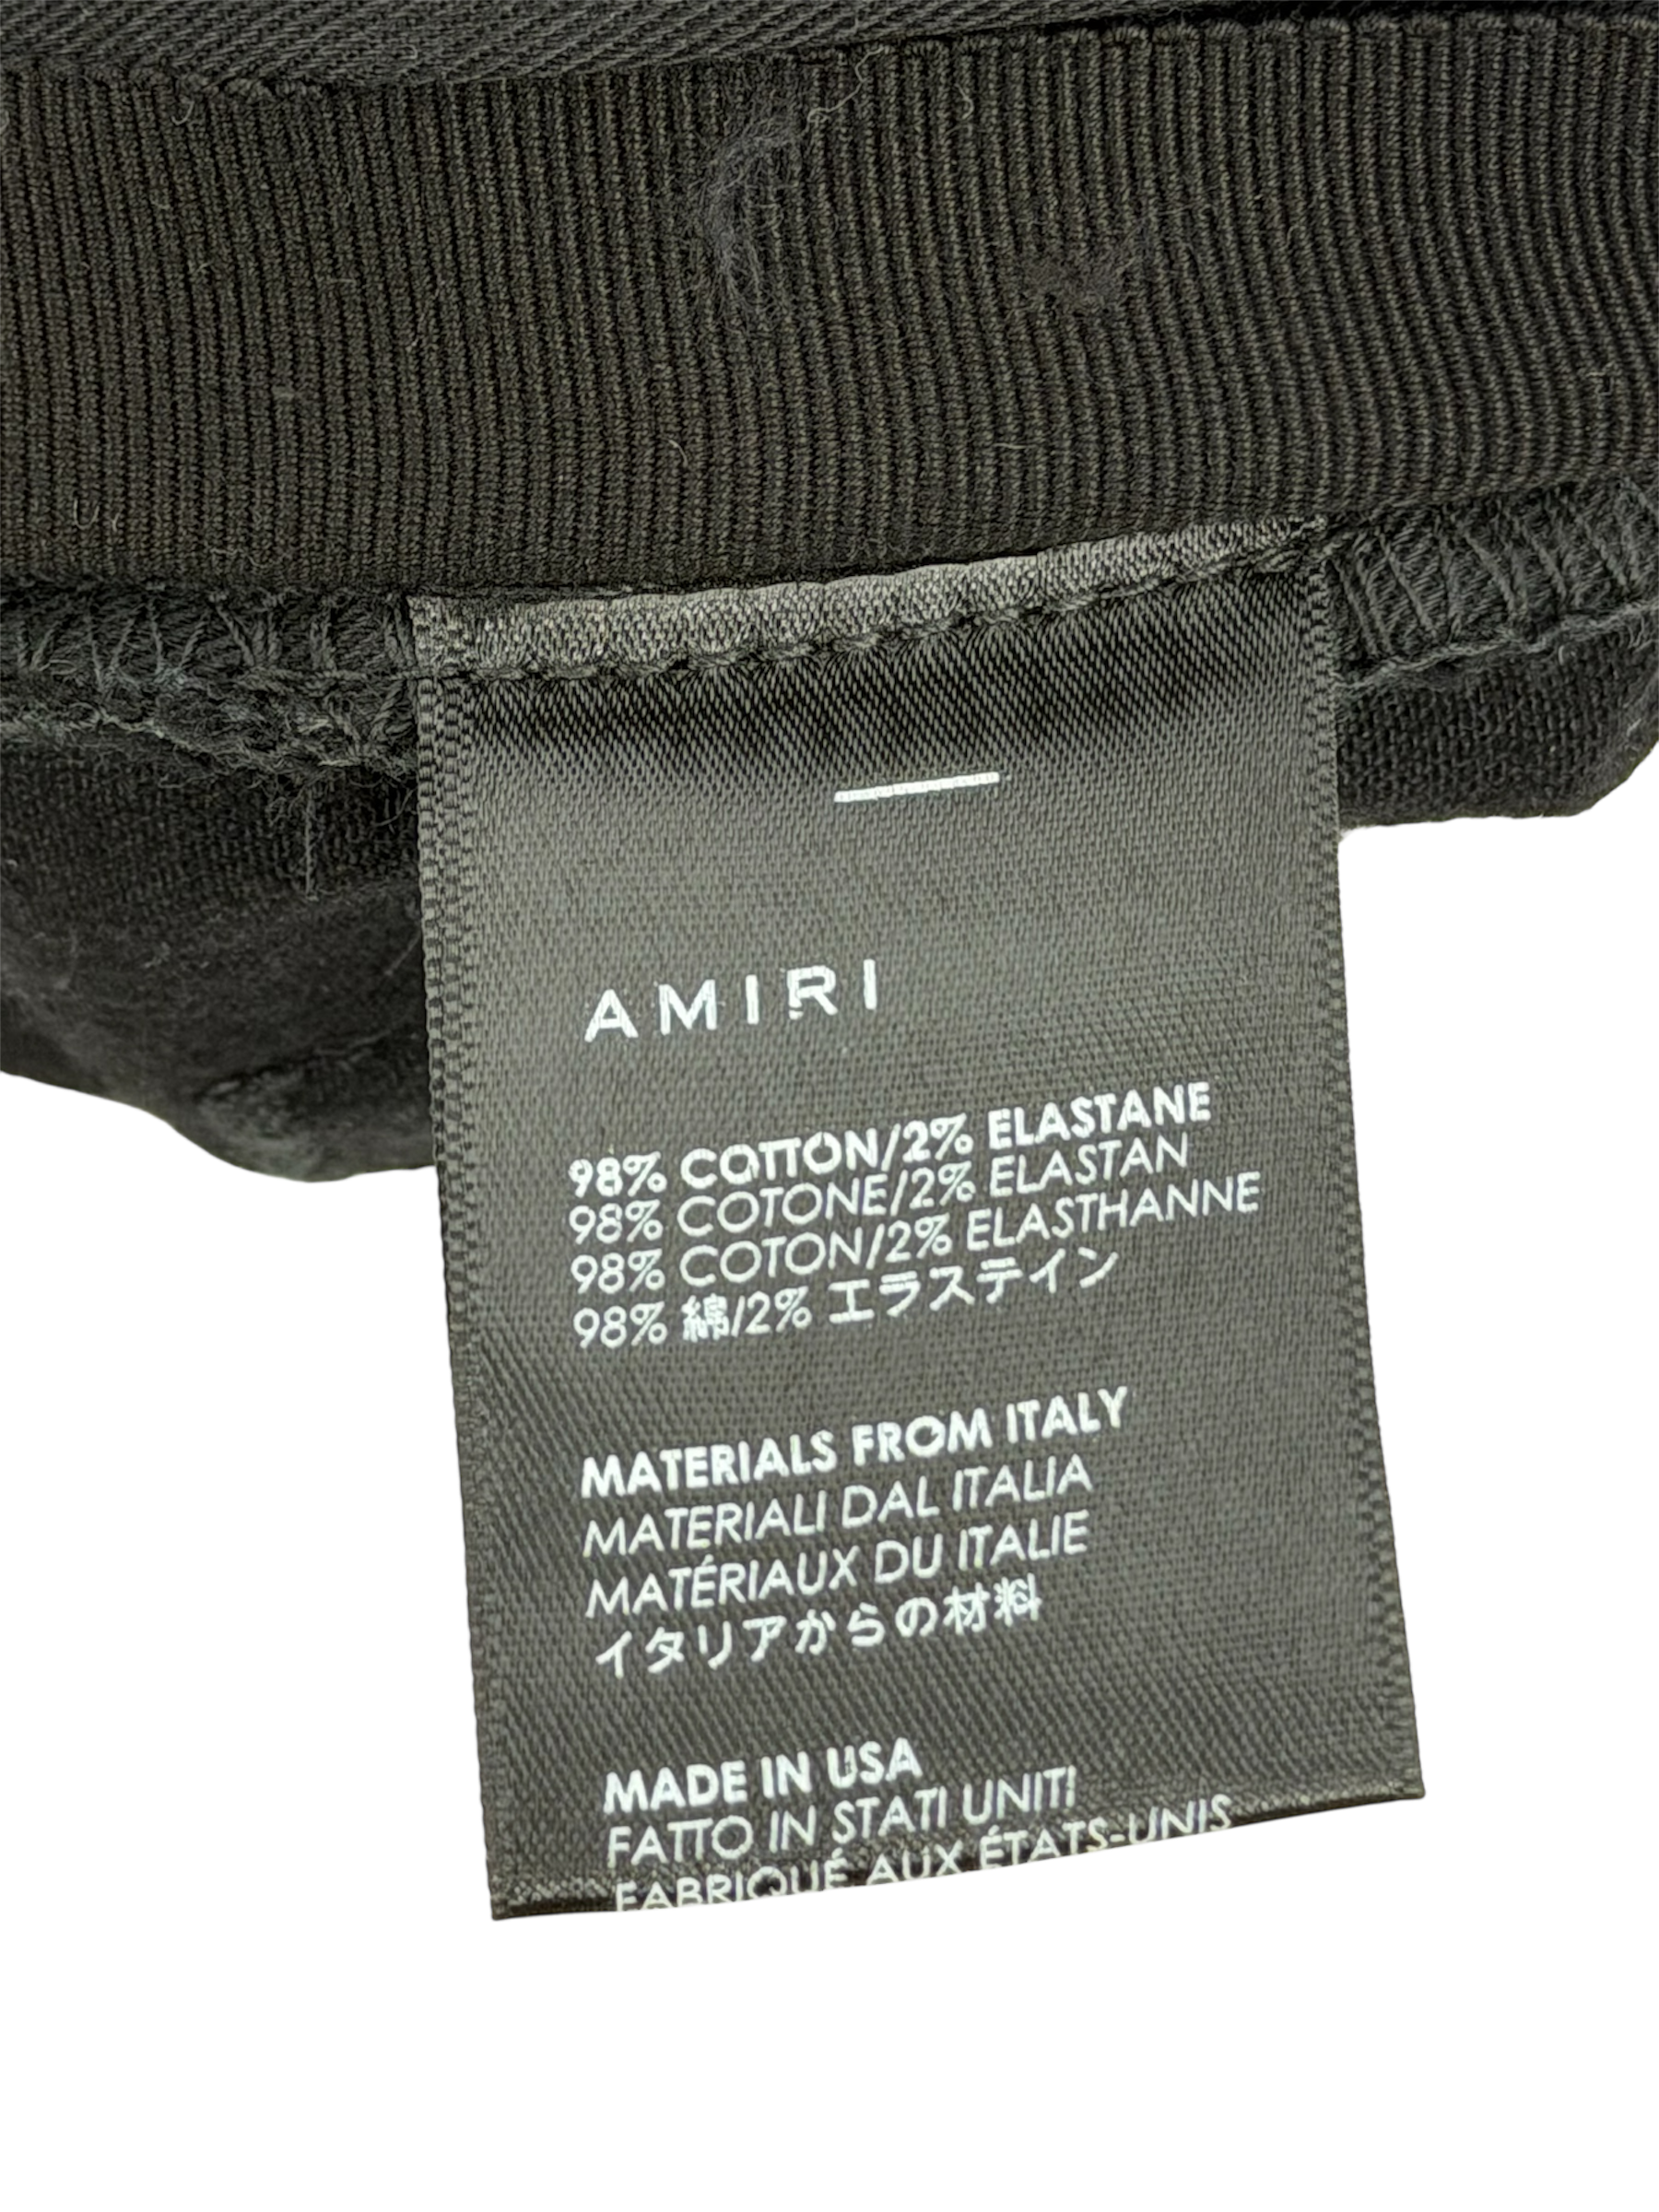 AMIRI
98% COTTON/2% ELASTANE
98% COTONE/2% ELASTAN
98% COTON/2% ELASTHANNE
98% 綿/2% エラステイン
MATERIALS FROM ITALY
MATERIALI DAL ITALIA
MATÉRIAUX DU ITALIE
イタリアからの材料
MADE IN USA
FATTO IN STATI UNITI
FABRIQUÉ AUX ÉTATS-UNIS